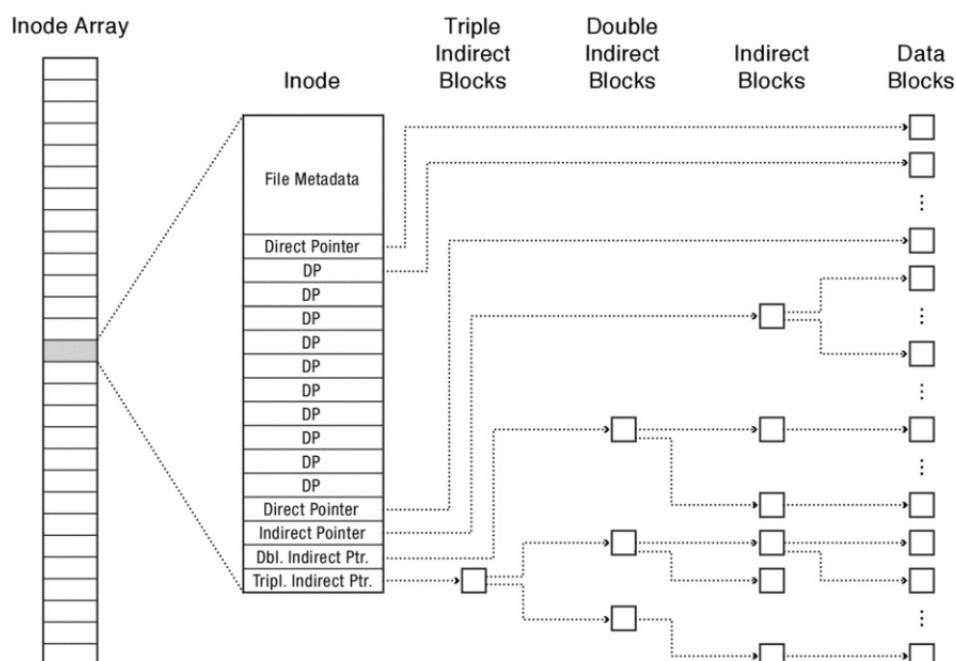 Inode Array
Triple
Indirect
Blocks
Double
Indirect
Blocks
Indirect
Blocks
Data
Blocks
Inode
File Metadata
Direct Pointer
DP
DP
DP
DP
DP
DP
DP
DP
DP
DP
Direct Pointer
Indirect Pointer
Dbl. Indirect Ptr.
Tripl. Indirect Ptr.